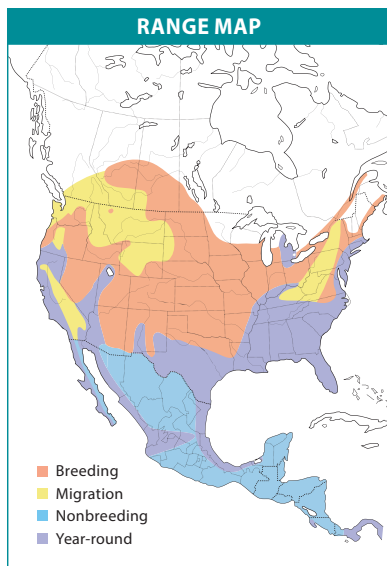 RANGE MAP
Breeding
Migration
Nonbreeding
Year-round